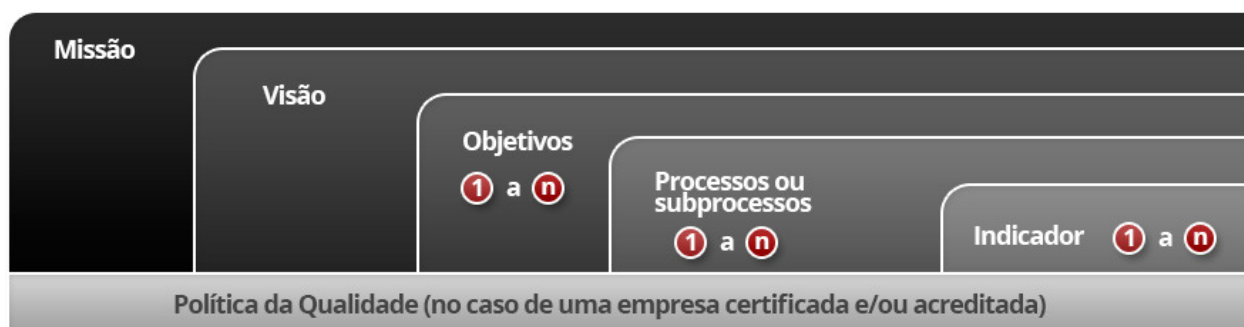 Missão
Visão
Objetivos
1 a n
Processos ou
subprocessos
1 a n
Indicador 1 a n
Política da Qualidade (no caso de uma empresa certificada e/ou acreditada)